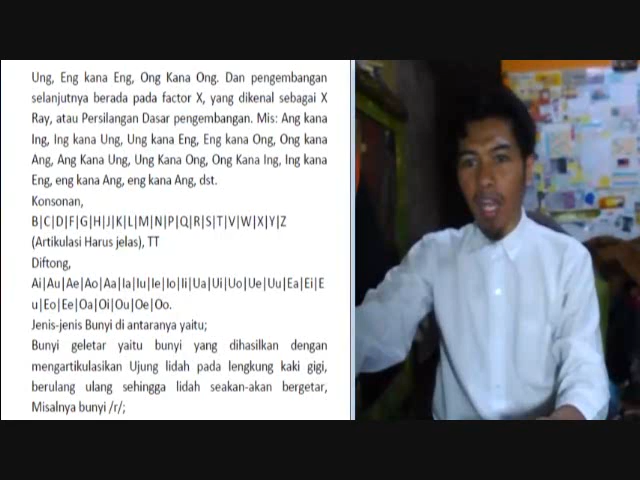 Ung, Eng kana Eng, Ong Kana Ong. Dan pengembangan
selanjutnya berada pada factor X, yang dikenal sebagai X
Ray, atau Persilangan Dasar pengembangan. Mis: Ang kana
Ing, Ing kana Ung, Ung kana Eng, Eng kana Ong, Ong kana
Ang, Ang Kana Ung, Ung Kana Ong, Ong Kana Ing, Ing kana
Eng, eng kana Ang, eng kana Ang, dst.
Konsonan,
B|C|D|F|G|H|J|K|L|M|N|P|Q|R|S|T|V|W|X|Y|Z
(Artikulasi Harus jelas), TT
Diftong,
Ai|Au|Ae|Ao|Aa|Ia|Iu|Ie|Io|Ii|Ua|Ui|Uo|Ue|Uu|Ea|Ei|E
u|Eo|Ee|Oa|Oi|Ou|Oe|Oo.
Jenis-jenis Bunyi di antaranya yaitu;
Bunyi geletar yaitu bunyi yang dihasilkan dengan
mengartikulasikan Ujung lidah pada lengkung kaki gigi,
berulang ulang sehingga lidah seakan-akan bergetar,
Misalnya bunyi /r/;